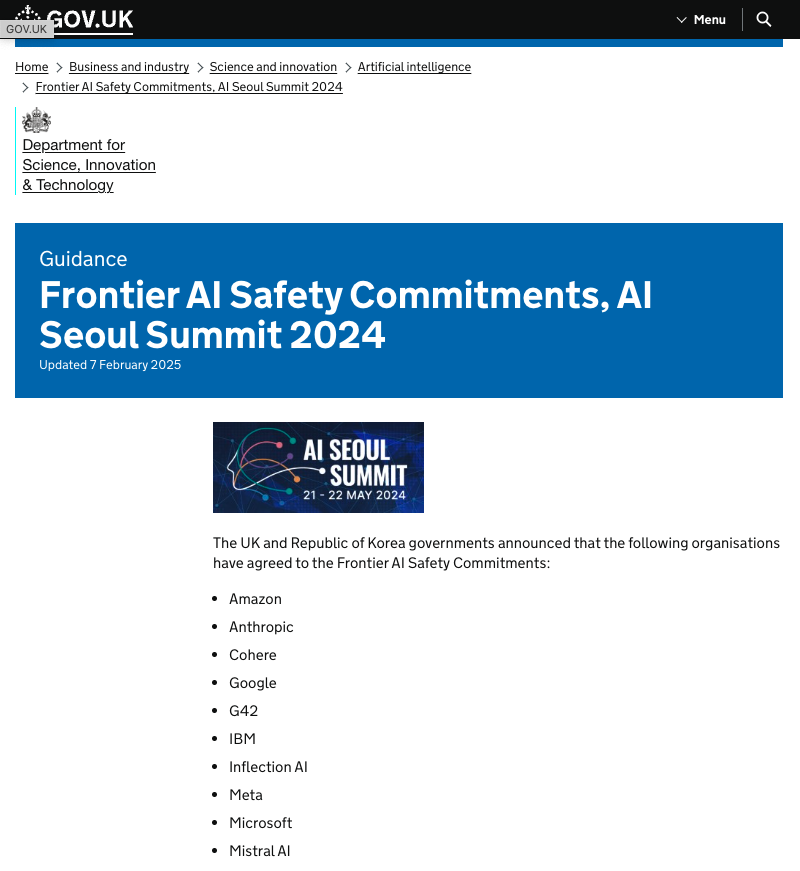 GOV.UK
Menu
GOV.UK
Home
Business and industry
Science and innovation
Artificial intelligence
Frontier AI Safety Commitments, AI Seoul Summit 2024
Department for
Science, Innovation
& Technology
Guidance
Frontier AI Safety Commitments, AI
Seoul Summit 2024
Updated 7 February 2025
AI SEOUL
SUMMIT
21 - 22 MAY 2024
The UK and Republic of Korea governments announced that the following organisations
have agreed to the Frontier AI Safety Commitments:
Amazon
Anthropic
Cohere
Google
G42
IBM
Inflection AI
Meta
Microsoft
Mistral AI